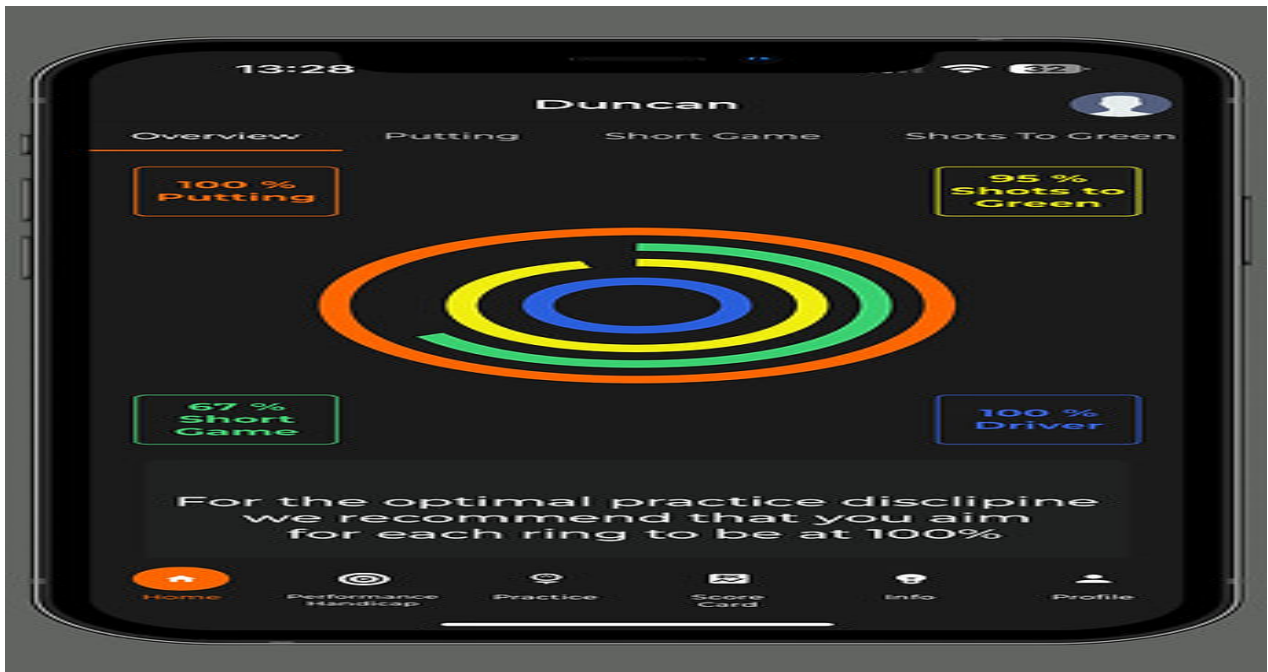 13:28
32
Duncan
Overview
Putting
Short Game
Shots To Green
100 %
Putting
95 %
Shots to
Green
67 %
Short
Game
100 %
Driver
For the optimal practice disclipine
we recommend that you aim
for each ring to be at 100%
Home
Performance
Handicap
Practice
Score
Card
Info
Profile